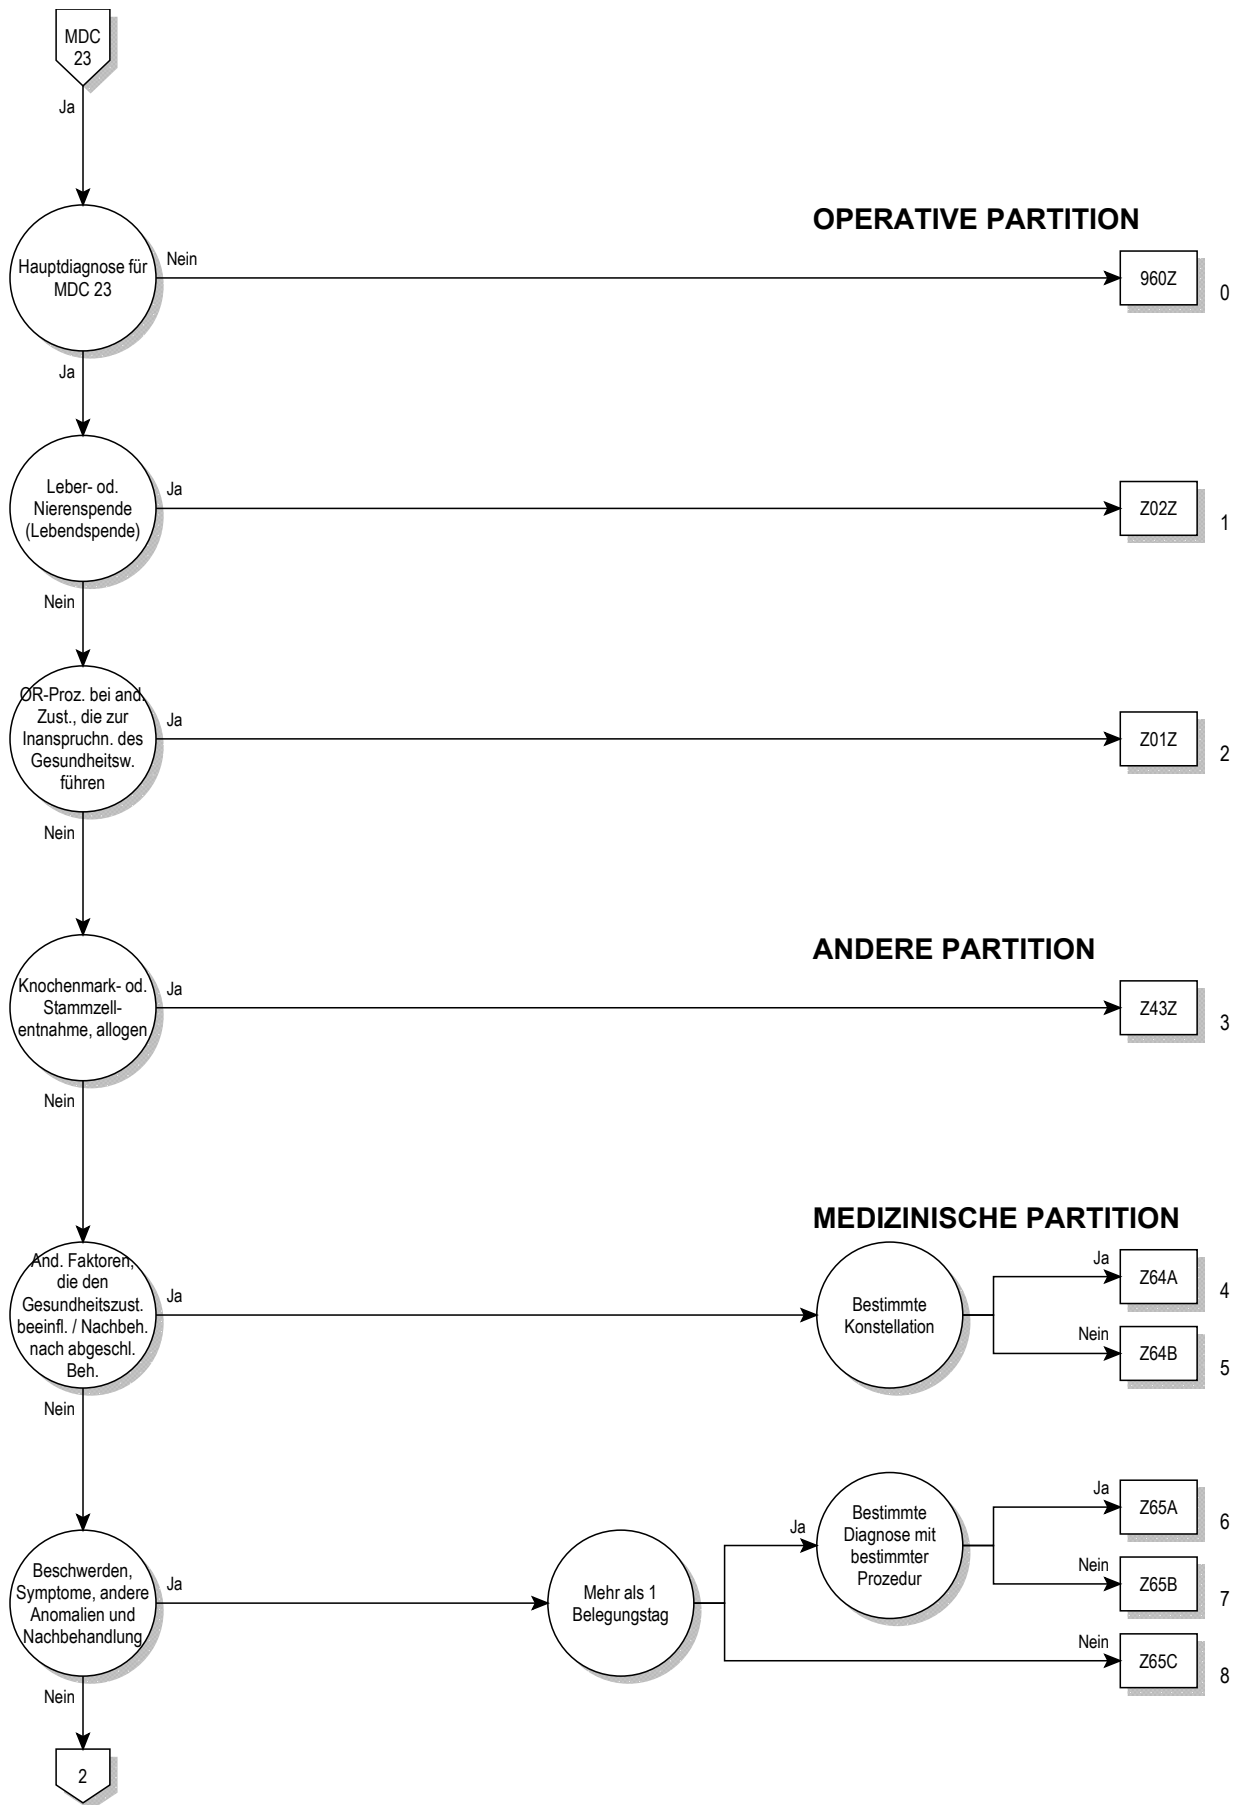 MDC
23
Ja
OPERATIVE PARTITION
Hauptdiagnose für
MDC 23
Nein
960Z
0
Ja
Leber- od.
Nierenspende
(Lebendspende)
Ja
Z02Z
1
Nein
OR-Proz. bei and.
Zust., die zur
Inanspruchn. des
Gesundheitsw.
führen
Ja
Z01Z
2
Nein
ANDERE PARTITION
Knochenmark- od.
Stammzell-
entnahme, allogen
Ja
Z43Z
3
Nein
MEDIZINISCHE PARTITION
And. Faktoren,
die den
Gesundheitszust.
beeinfl. / Nachbeh.
nach abgeschl.
Beh.
Ja
Bestimmte
Konstellation
Ja
Z64A
4
Nein
Z64B
5
Nein
Beschwerden,
Symptome, andere
Anomalien und
Nachbehandlung
Ja
Mehr als 1
Belegungstag
Ja
Bestimmte
Diagnose mit
bestimmter
Prozedur
Ja
Z65A
6
Nein
Z65B
7
Nein
Z65C
8
Nein
2